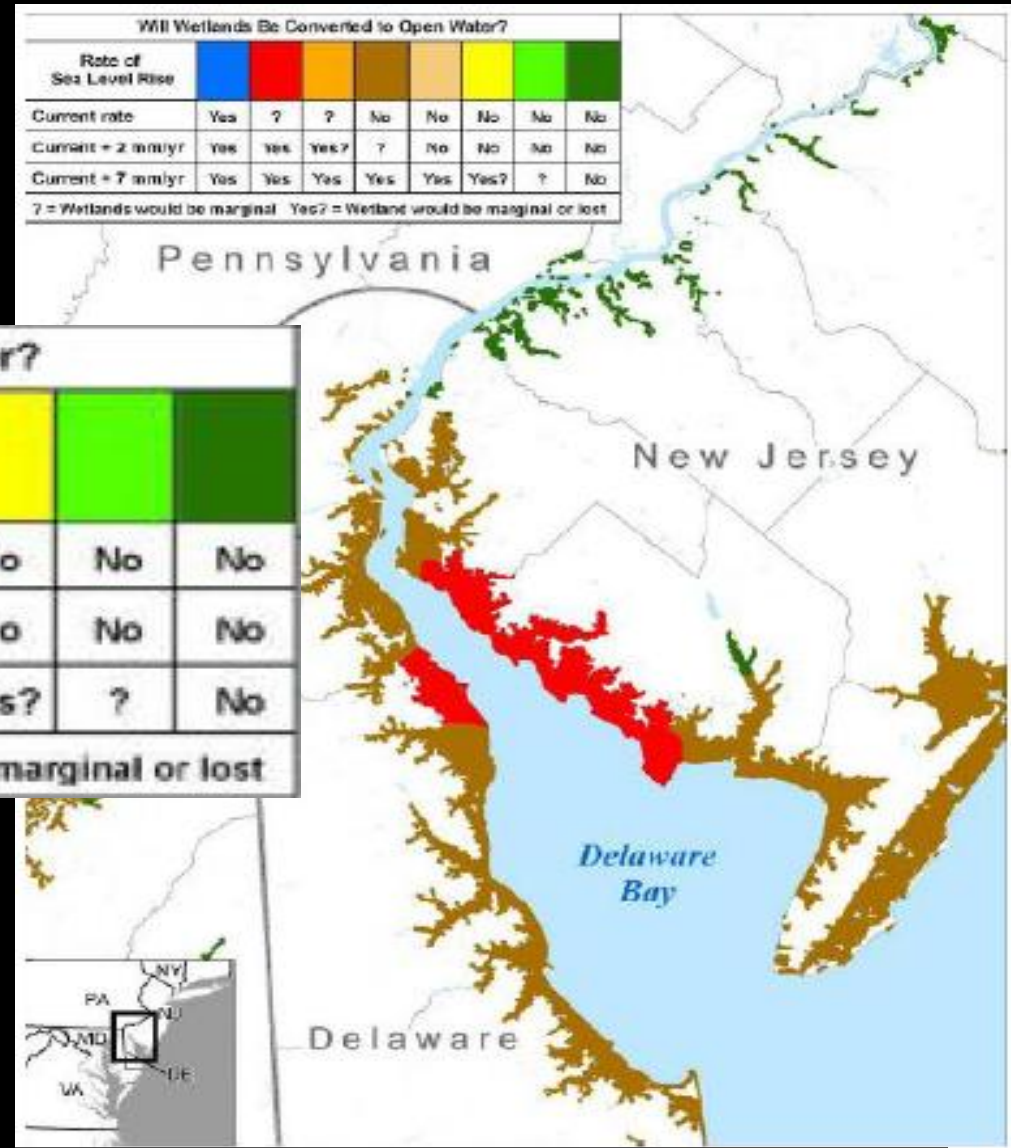 Will Wetlands Be Converted to Open Water?
Rate of
Sea Level Rise
Current rate Yes ? ? No No No No No
Current + 2 mm/yr Yes Yes Yes? ? No No No No
Current + 7 mm/yr Yes Yes Yes Yes Yes Yes? ? No
? = Wetlands would be marginal Yes? = Wetland would be marginal or lost
Pennsylvania
r?
o No No
o No No
s? ? No
marginal or lost
New Jersey
Delaware
Bay
Delaware
NY
PA
NJ
MD
DE
VA